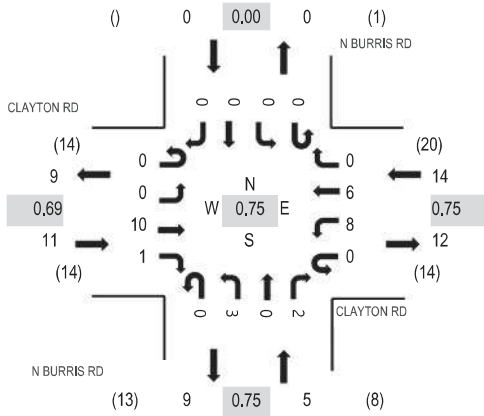 () 0 0.00 0 (1)
N BURRIS RD
0 0 0 0
CLAYTON RD
(14) 0 0 (20)
9 14
0 N 6
0.69 W 0.75 E 0.75
10 S 8
11 12
(14) 1 0 (14)
0 3 0 2
CLAYTON RD
N BURRIS RD
(13) 9 0.75 5 (8)